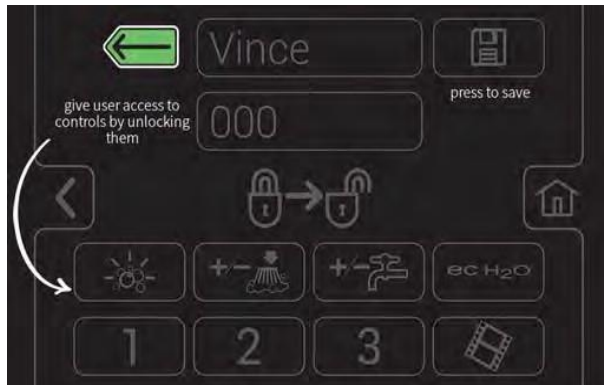 Vince
press to save
give user access to
controls by unlocking
them
000
+/-
+/-
ec H2O
1
2
3